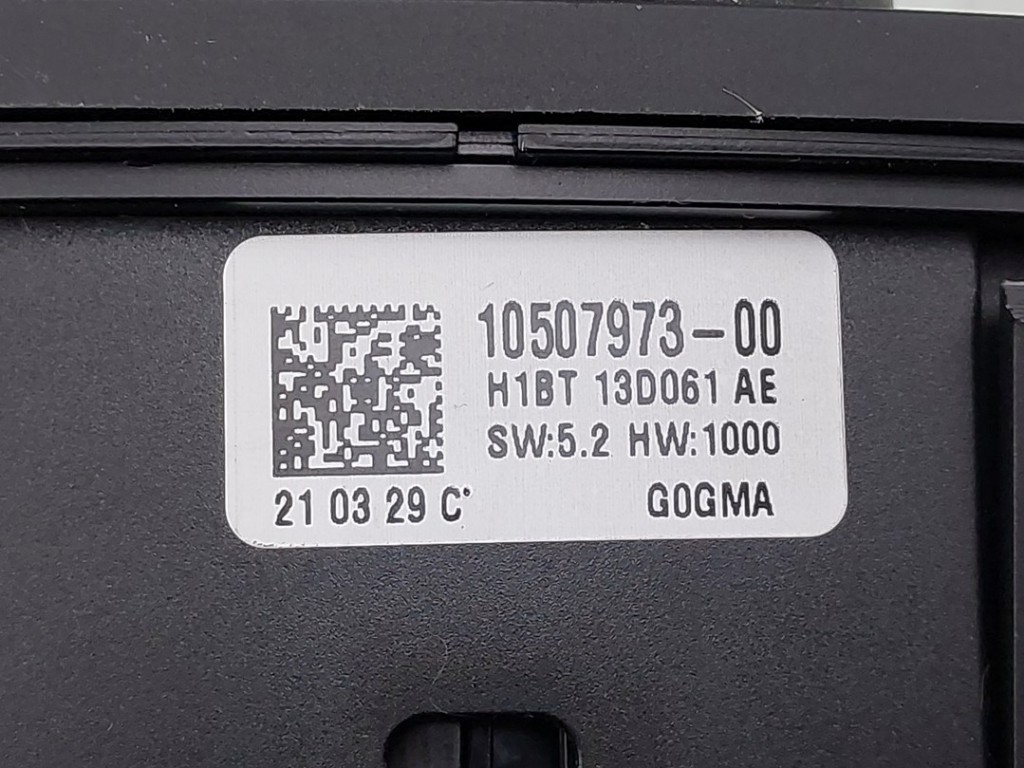 10507973-00
H1BT 13D061 AE
SW:5.2 HW:1000
21 03 29 C*
G0GMA